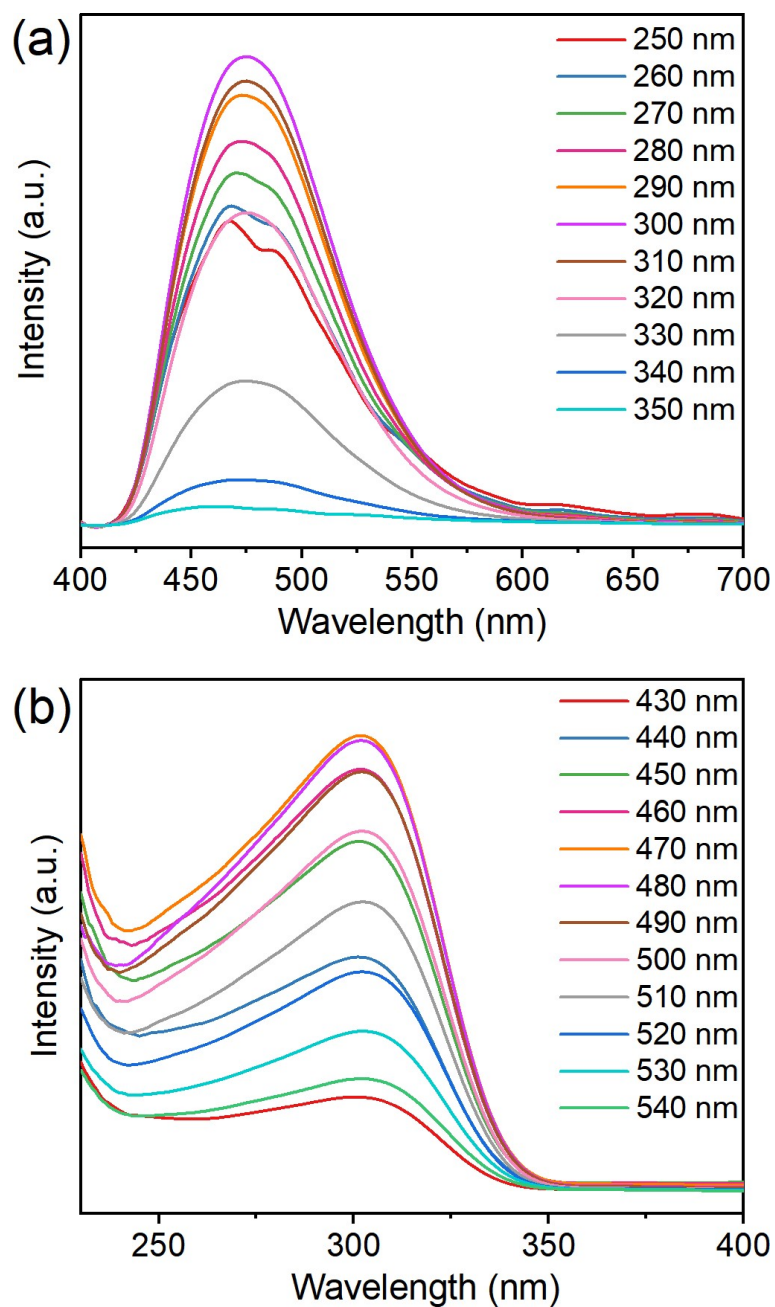 (a)
250 nm
260 nm
270 nm
280 nm
290 nm
300 nm
310 nm
320 nm
330 nm
340 nm
350 nm
Intensity (a.u.)
400 450 500 550 600 650 700
Wavelength (nm)
(b)
430 nm
440 nm
450 nm
460 nm
470 nm
480 nm
490 nm
500 nm
510 nm
520 nm
530 nm
540 nm
Intensity (a.u.)
250 300 350 400
Wavelength (nm)